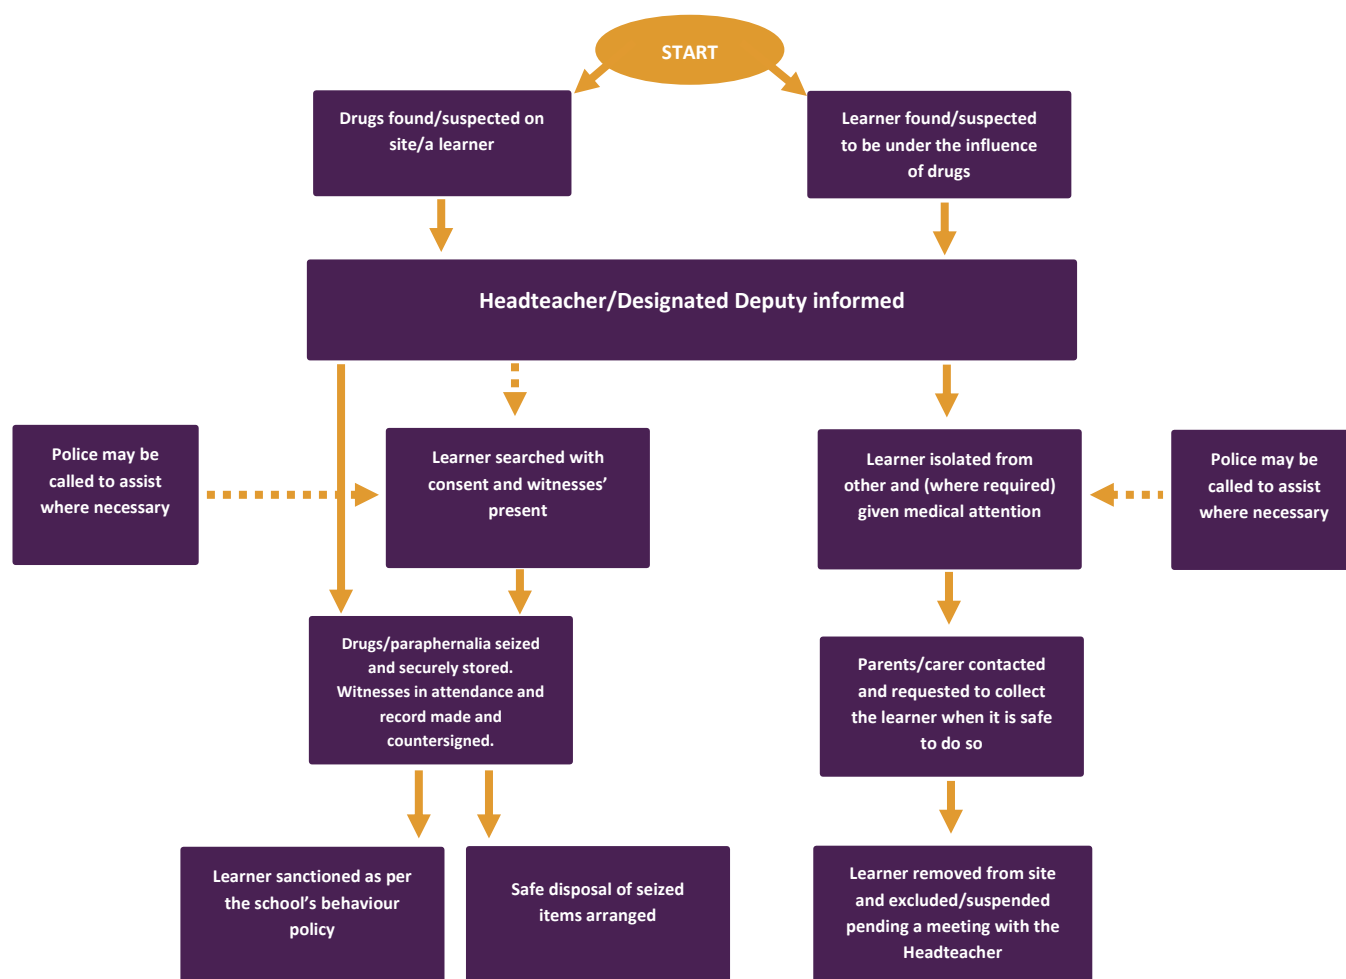 START
Drugs found/suspected on
site/a learner
Learner found/suspected
to be under the influence
of drugs
Headteacher/Designated Deputy informed
Police may be
called to assist
where necessary
Learner searched with
consent and witnesses’
present
Learner isolated from
other and (where required)
given medical attention
Police may be
called to assist
where necessary
Drugs/paraphernalia seized
and securely stored.
Witnesses in attendance and
record made and
countersigned.
Parents/carer contacted
and requested to collect
the learner when it is safe
to do so
Learner sanctioned as per
the school’s behaviour
policy
Safe disposal of seized
items arranged
Learner removed from site
and excluded/suspended
pending a meeting with the
Headteacher